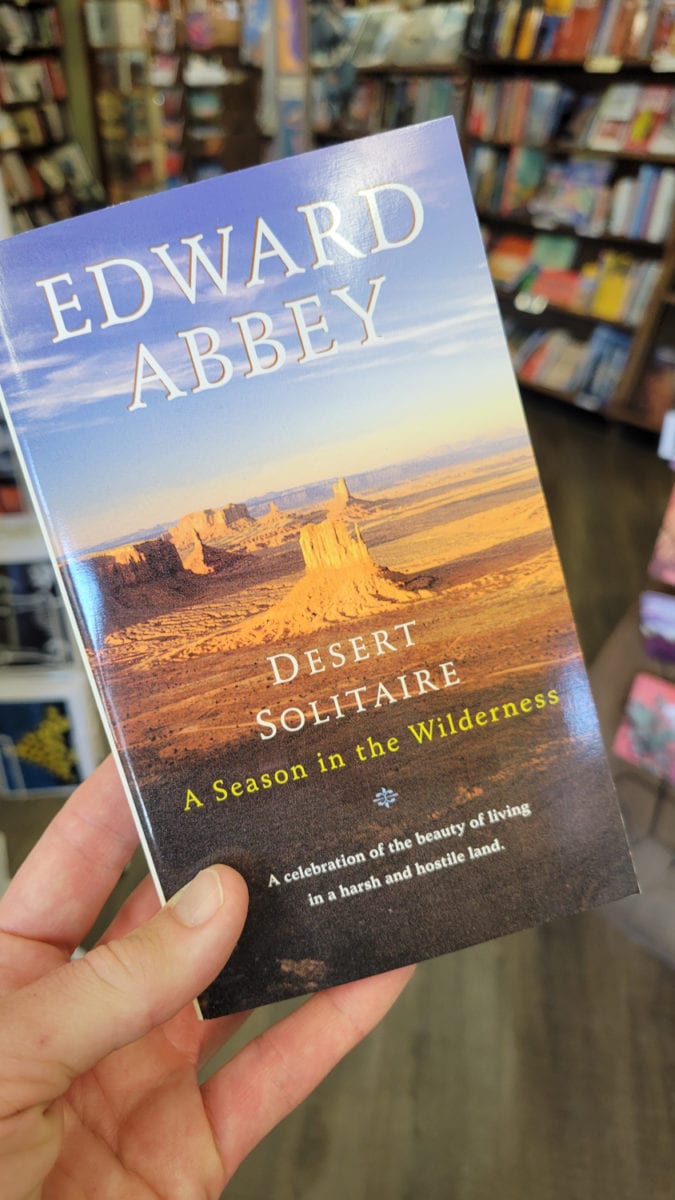 EDWARD
ABBEY
DESERT
SOLITAIRE
A Season in the Wilderness
A celebration of the beauty of living
in a harsh and hostile land.